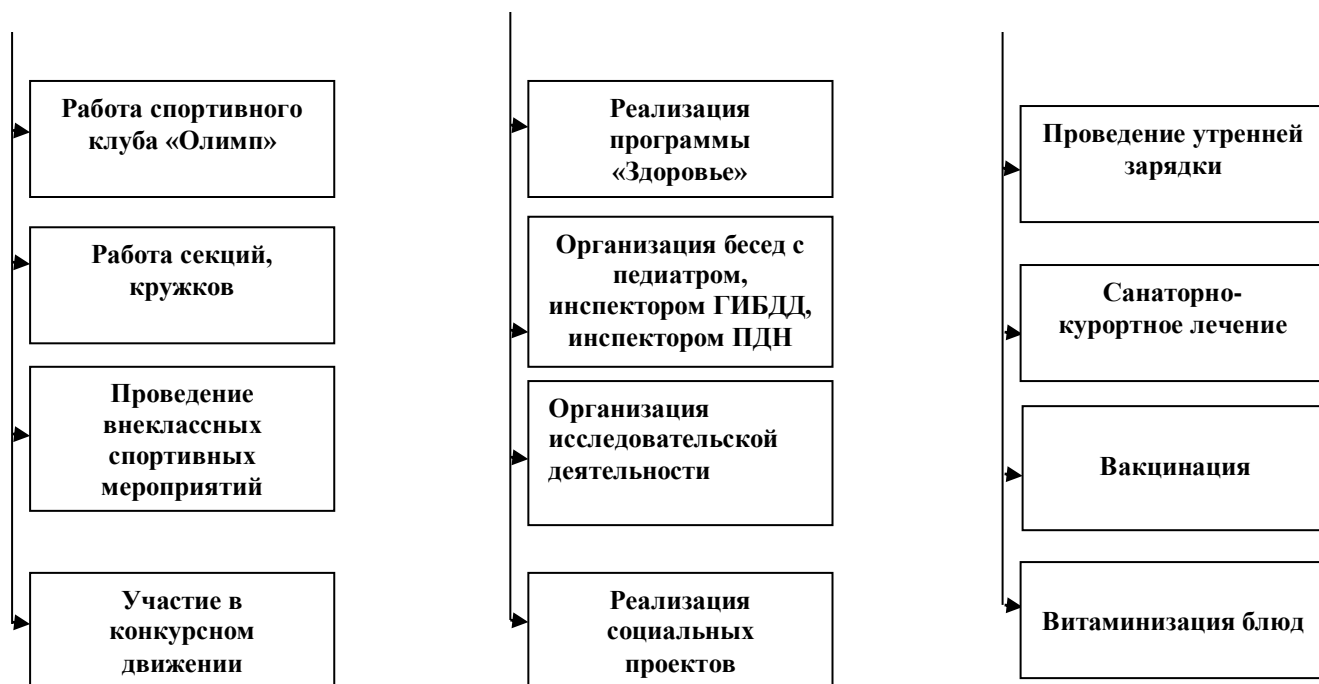 Работа спортивного
клуба «Олимп»
Работа секций,
кружков
Проведение
внеклассных
спортивных
мероприятий
Участие в
конкурсном
движении
Реализация
программы
«Здоровье»
Организация бесед с
педиатром,
инспектором ГИБДД,
инспектором ПДН
Организация
исследовательской
деятельности
Реализация
социальных
проектов
Проведение утренней
зарядки
Санаторно-
курортное лечение
Вакцинация
Витаминизация блюд